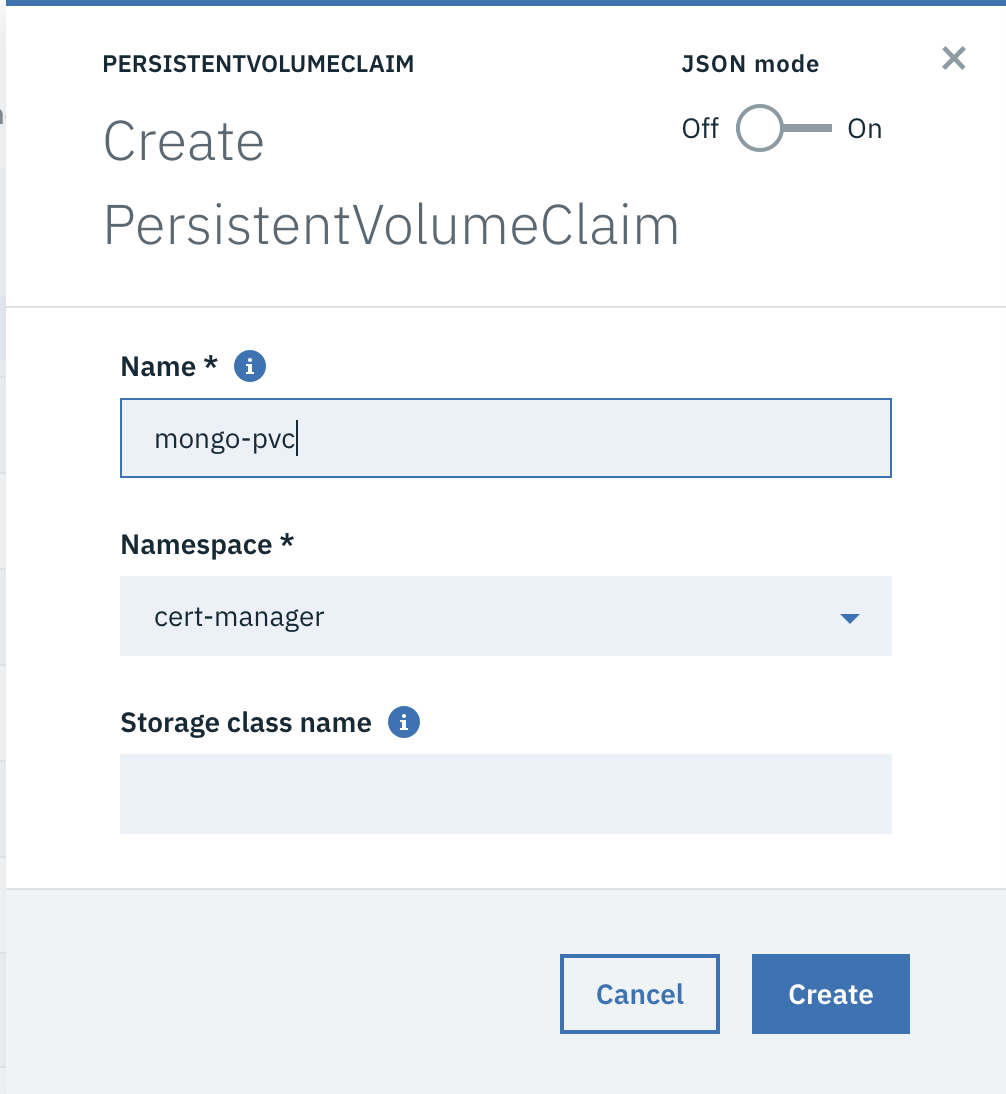 PERSISTENTVOLUMECLAIM
JSON mode
Create
PersistentVolumeClaim
Off On
Name *
mongo-pvc
Namespace *
cert-manager
Storage class name
Cancel
Create